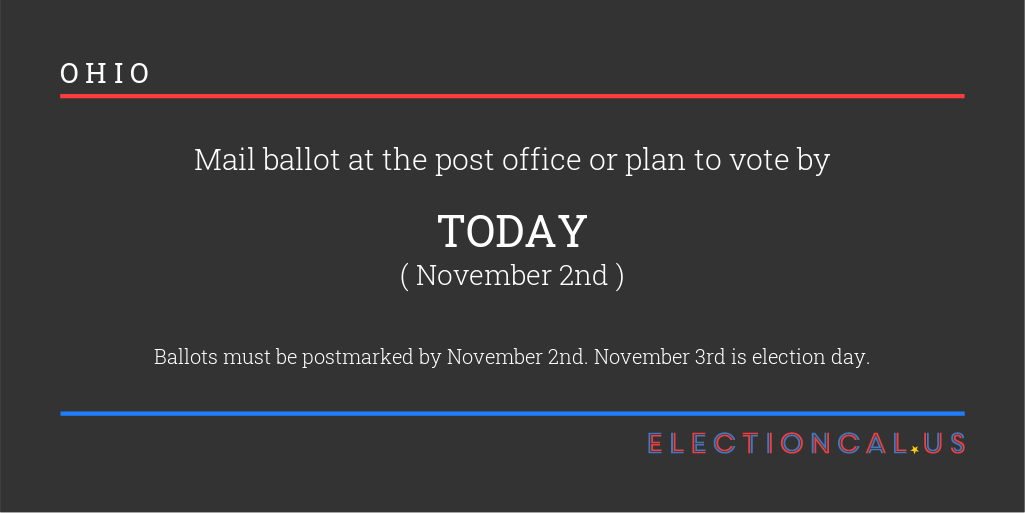 OHIO
Mail ballot at the post office or plan to vote by
TODAY
( November 2nd )
Ballots must be postmarked by November 2nd. November 3rd is election day.
ELECTIONCAL.US